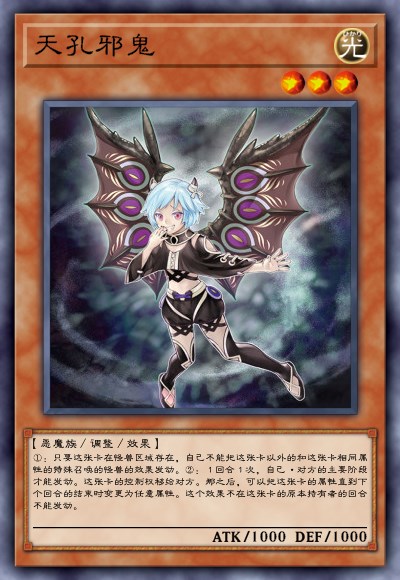 天孔邪鬼
ひかり
光
【恶魔族／调整／效果】
①：只要这张卡在怪兽区域存在，自己不能把这张卡以外的和这张卡相同属
性的特殊召唤的怪兽的效果发动。②：1回合1次，自己·对方的主要阶段
才能发动。这张卡的控制权移给对方。那之后，可以把这张卡的属性直到下
个回合的结束时变更为任意属性。这个效果不在这张卡的原本持有者的回合
不能发动。
ATK/1000 DEF/1000